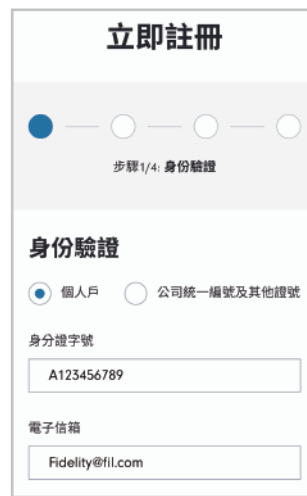 立即註冊
步驟1/4: 身份驗證
身份驗證
個人戶 公司統一編號及其他證號
身分證字號
A123456789
電子信箱
Fidelity@fil.com